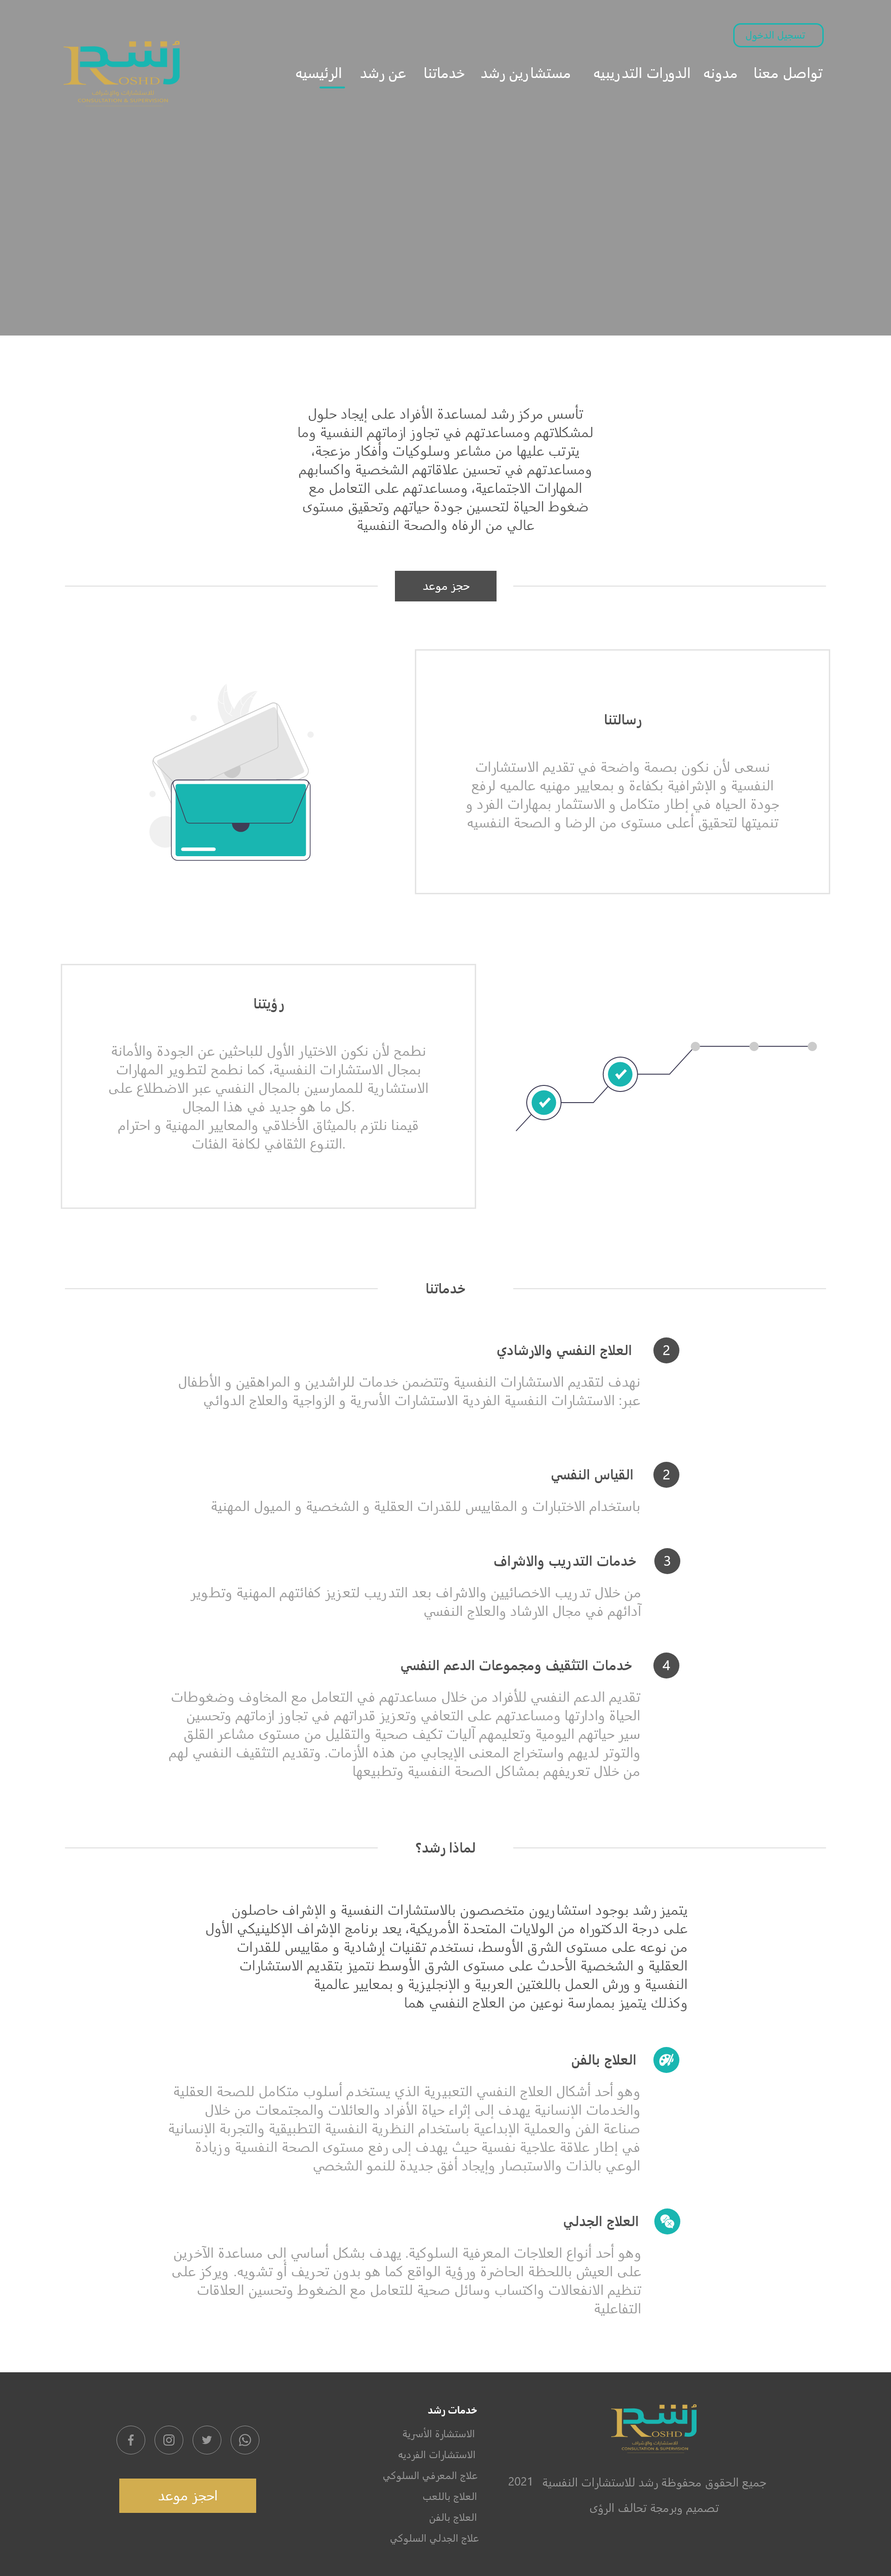 تسجيل الدخول
رُشد
ROSHD
للاستشارات والإشراف
CONSULTATION & SUPERVISION
الرئيسيه
عن رشد
خدماتنا
مستشارين رشد
الدورات التدريبيه
مدونه
تواصل معنا
تأسس مركز رشد لمساعدة الأفراد على إيجاد حلول
لمشكلاتهم ومساعدتهم في تجاوز ازماتهم النفسية وما
يترتب عليها من مشاعر وسلوكيات وأفكار مزعجة،
ومساعدتهم في تحسين علاقاتهم الشخصية واكسابهم
المهارات الاجتماعية، ومساعدتهم على التعامل مع
ضغوط الحياة لتحسين جودة حياتهم وتحقيق مستوى
عالي من الرفاه والصحة النفسية
حجز موعد
رسالتنا
نسعى لأن نكون بصمة واضحة في تقديم الاستشارات
النفسية و الإشرافية بكفاءة و بمعايير مهنيه عالميه لرفع
جودة الحياه في إطار متكامل و الاستثمار بمهارات الفرد و
تنميتها لتحقيق أعلى مستوى من الرضا و الصحة النفسيه
رؤيتنا
نطمح لأن نكون الاختيار الأول للباحثين عن الجودة والأمانة
بمجال الاستشارات النفسية، كما نطمح لتطوير المهارات
الاستشارية للممارسين بالمجال النفسي عبر الاضطلاع على
.كل ما هو جديد في هذا المجال
قيمنا نلتزم بالميثاق الأخلاقي والمعايير المهنية و احترام
.التنوع الثقافي لكافة الفئات
خدماتنا
2 العلاج النفسي والارشادي
نهدف لتقديم الاستشارات النفسية وتتضمن خدمات للراشدين و المراهقين و الأطفال
عبر: الاستشارات النفسية الفردية الاستشارات الأسرية و الزواجية والعلاج الدوائي
2 القياس النفسي
باستخدام الاختبارات و المقاييس للقدرات العقلية و الشخصية و الميول المهنية
3 خدمات التدريب والاشراف
من خلال تدريب الاخصائيين والاشراف بعد التدريب لتعزيز كفائتهم المهنية وتطوير
آدائهم في مجال الارشاد والعلاج النفسي
4 خدمات التثقيف ومجموعات الدعم النفسي
تقديم الدعم النفسي للأفراد من خلال مساعدتهم في التعامل مع المخاوف وضغوطات
الحياة وادارتها ومساعدتهم على التعافي وتعزيز قدراتهم في تجاوز ازماتهم وتحسين
سير حياتهم اليومية وتعليمهم آليات تكيف صحية والتقليل من مستوى مشاعر القلق
والتوتر لديهم واستخراج المعنى الإيجابي من هذه الأزمات. وتقديم التثقيف النفسي لهم
من خلال تعريفهم بمشاكل الصحة النفسية وتطبيعها
لماذا رشد؟
يتميز رشد بوجود استشاريون متخصصون بالاستشارات النفسية و الإشراف حاصلون
على درجة الدكتوراه من الولايات المتحدة الأمريكية، يعد برنامج الإشراف الإكلينيكي الأول
من نوعه على مستوى الشرق الأوسط، نستخدم تقنيات إرشادية و مقاييس للقدرات
العقلية و الشخصية الأحدث على مستوى الشرق الأوسط نتميز بتقديم الاستشارات
النفسية و ورش العمل باللغتين العربية و الإنجليزية و بمعايير عالمية
وكذلك يتميز بممارسة نوعين من العلاج النفسي هما
العلاج بالفن
وهو أحد أشكال العلاج النفسي التعبيرية الذي يستخدم أسلوب متكامل للصحة العقلية
والخدمات الإنسانية يهدف إلى إثراء حياة الأفراد والعائلات والمجتمعات من خلال
صناعة الفن والعملية الإبداعية باستخدام النظرية النفسية التطبيقية والتجربة الإنسانية
في إطار علاقة علاجية نفسية حيث يهدف إلى رفع مستوى الصحة النفسية وزيادة
الوعي بالذات والاستبصار وإيجاد أفق جديدة للنمو الشخصي
العلاج الجدلي
وهو أحد أنواع العلاجات المعرفية السلوكية. يهدف بشكل أساسي إلى مساعدة الآخرين
على العيش باللحظة الحاضرة ورؤية الواقع كما هو بدون تحريف أو تشويه. ويركز على
تنظيم الانفعالات واكتساب وسائل صحية للتعامل مع الضغوط وتحسين العلاقات
التفاعلية
رُشد
ROSHD
للاستشارات والإشراف
CONSULTATION & SUPERVISION
جميع الحقوق محفوظة رشد للاستشارات النفسية 2021
تصميم وبرمجة تحالف الرؤى
خدمات رشد
الاستشارة الأسرية
الاستشارات الفرديه
علاج المعرفي السلوكي
العلاج باللعب
العلاج بالفن
علاج الجدلي السلوكي
احجز موعد